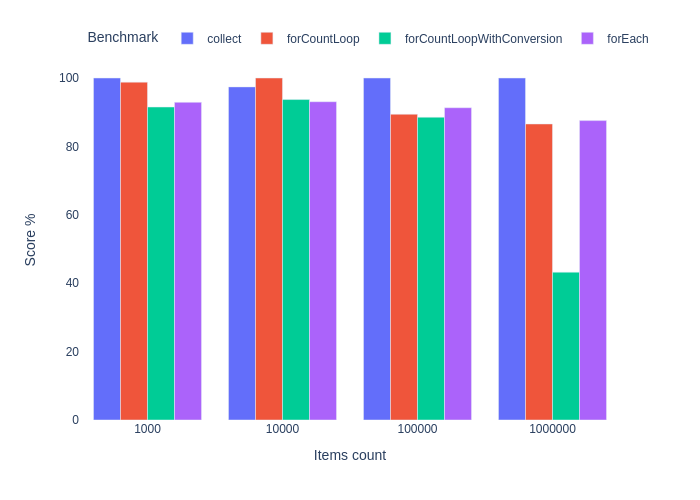 Benchmark collect forCountLoop forCountLoopWithConversion forEach
100
80
60
40
20
0
Score %
1000 10000 100000 1000000
Items count